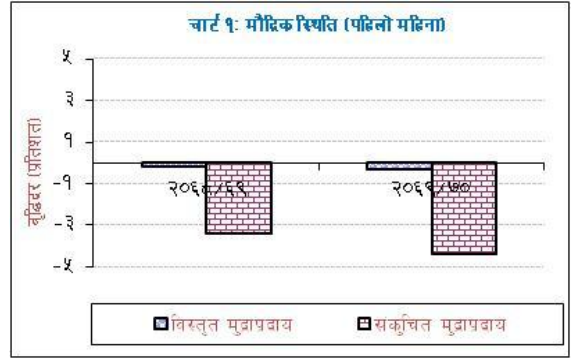 चार्ट १: मौद्रिक स्थिति (पहिलो महिना)
वृद्धिदर (प्रतिशत)
५
३
१
-१
-३
-५
२०६८/६९
२०६९/७०
विस्तृत मुद्राप्रदाय
संकुचित मुद्राप्रदाय